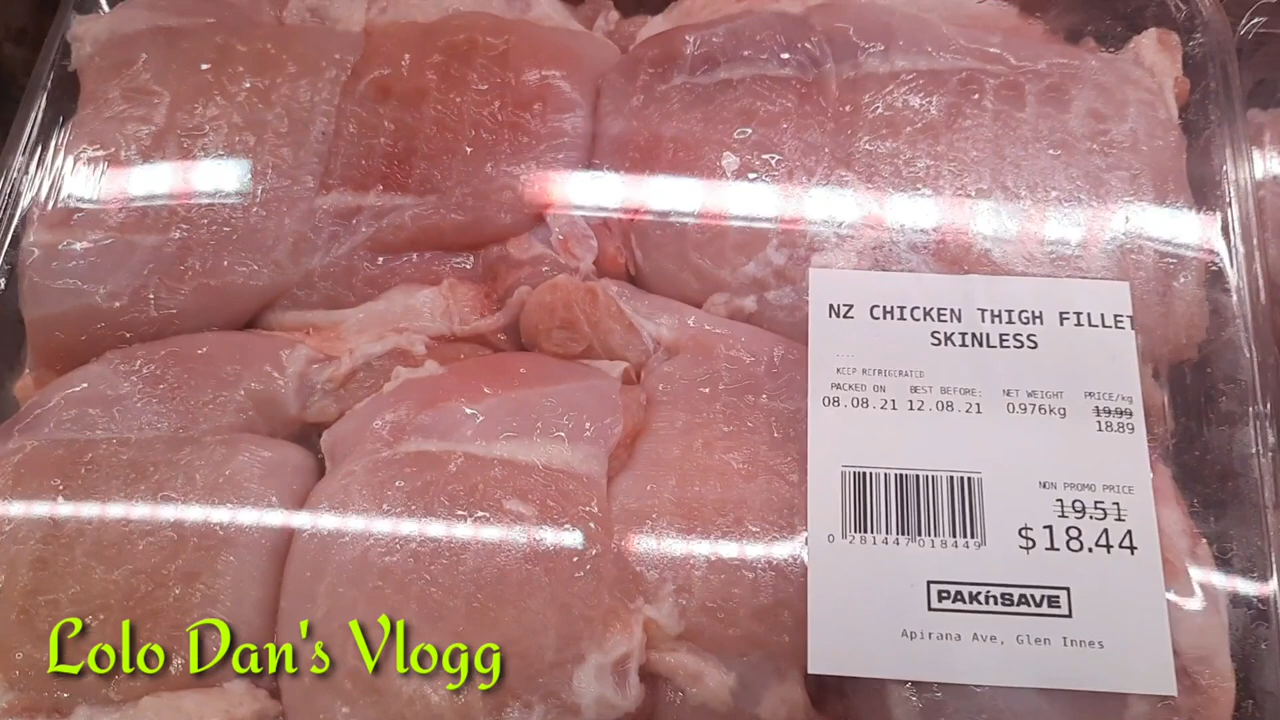 NZ CHICKEN THIGH FILLET
SKINLESS
KEEP REFRIGERATED
PACKED ON BEST BEFORE: NET WEIGHT PRICE/kg
08.08.21 12.08.21 0.976kg 19.99
18.89
NON PROMO PRICE
19.51
$18.44
0 281447 018449
PAK'nSAVE
Apirana Ave, Glen Innes
Lolo Dan's Vlogg